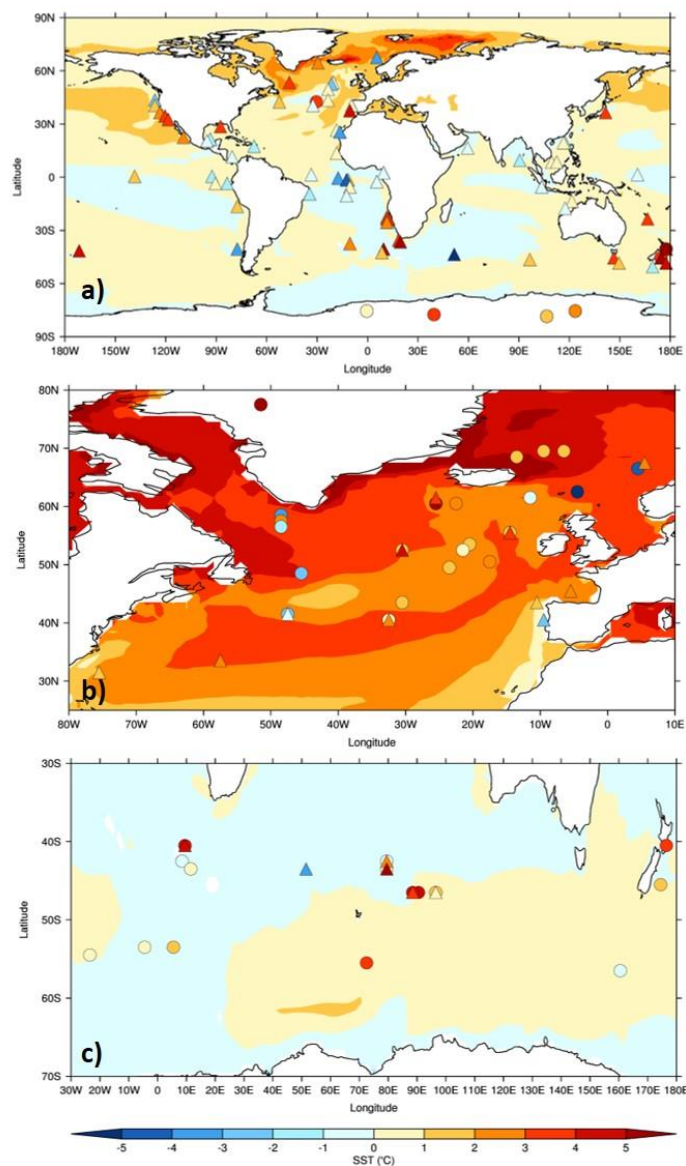 90N
60N
30N
Latitude
0
30S
60S
90S
a)
180W 150W 120W 90W 60W 30W 0 30E 60E 90E 120E 150E 180E
Longitude
80N
70N
60N
Latitude
50N
40N
30N
b)
80W 70W 60W 50W 40W 30W 20W 10W 0 10E
Longitude
30S
40S
Latitude
50S
60S
70S
c)
30W 20W 10W 0 10E 20E 30E 40E 50E 60E 70E 80E 90E 100E 110E 120E 130E 140E 150E 160E 170E 180E
Longitude
-5 -4 -3 -2 -1 0 1 2 3 4 5
SST (°C)